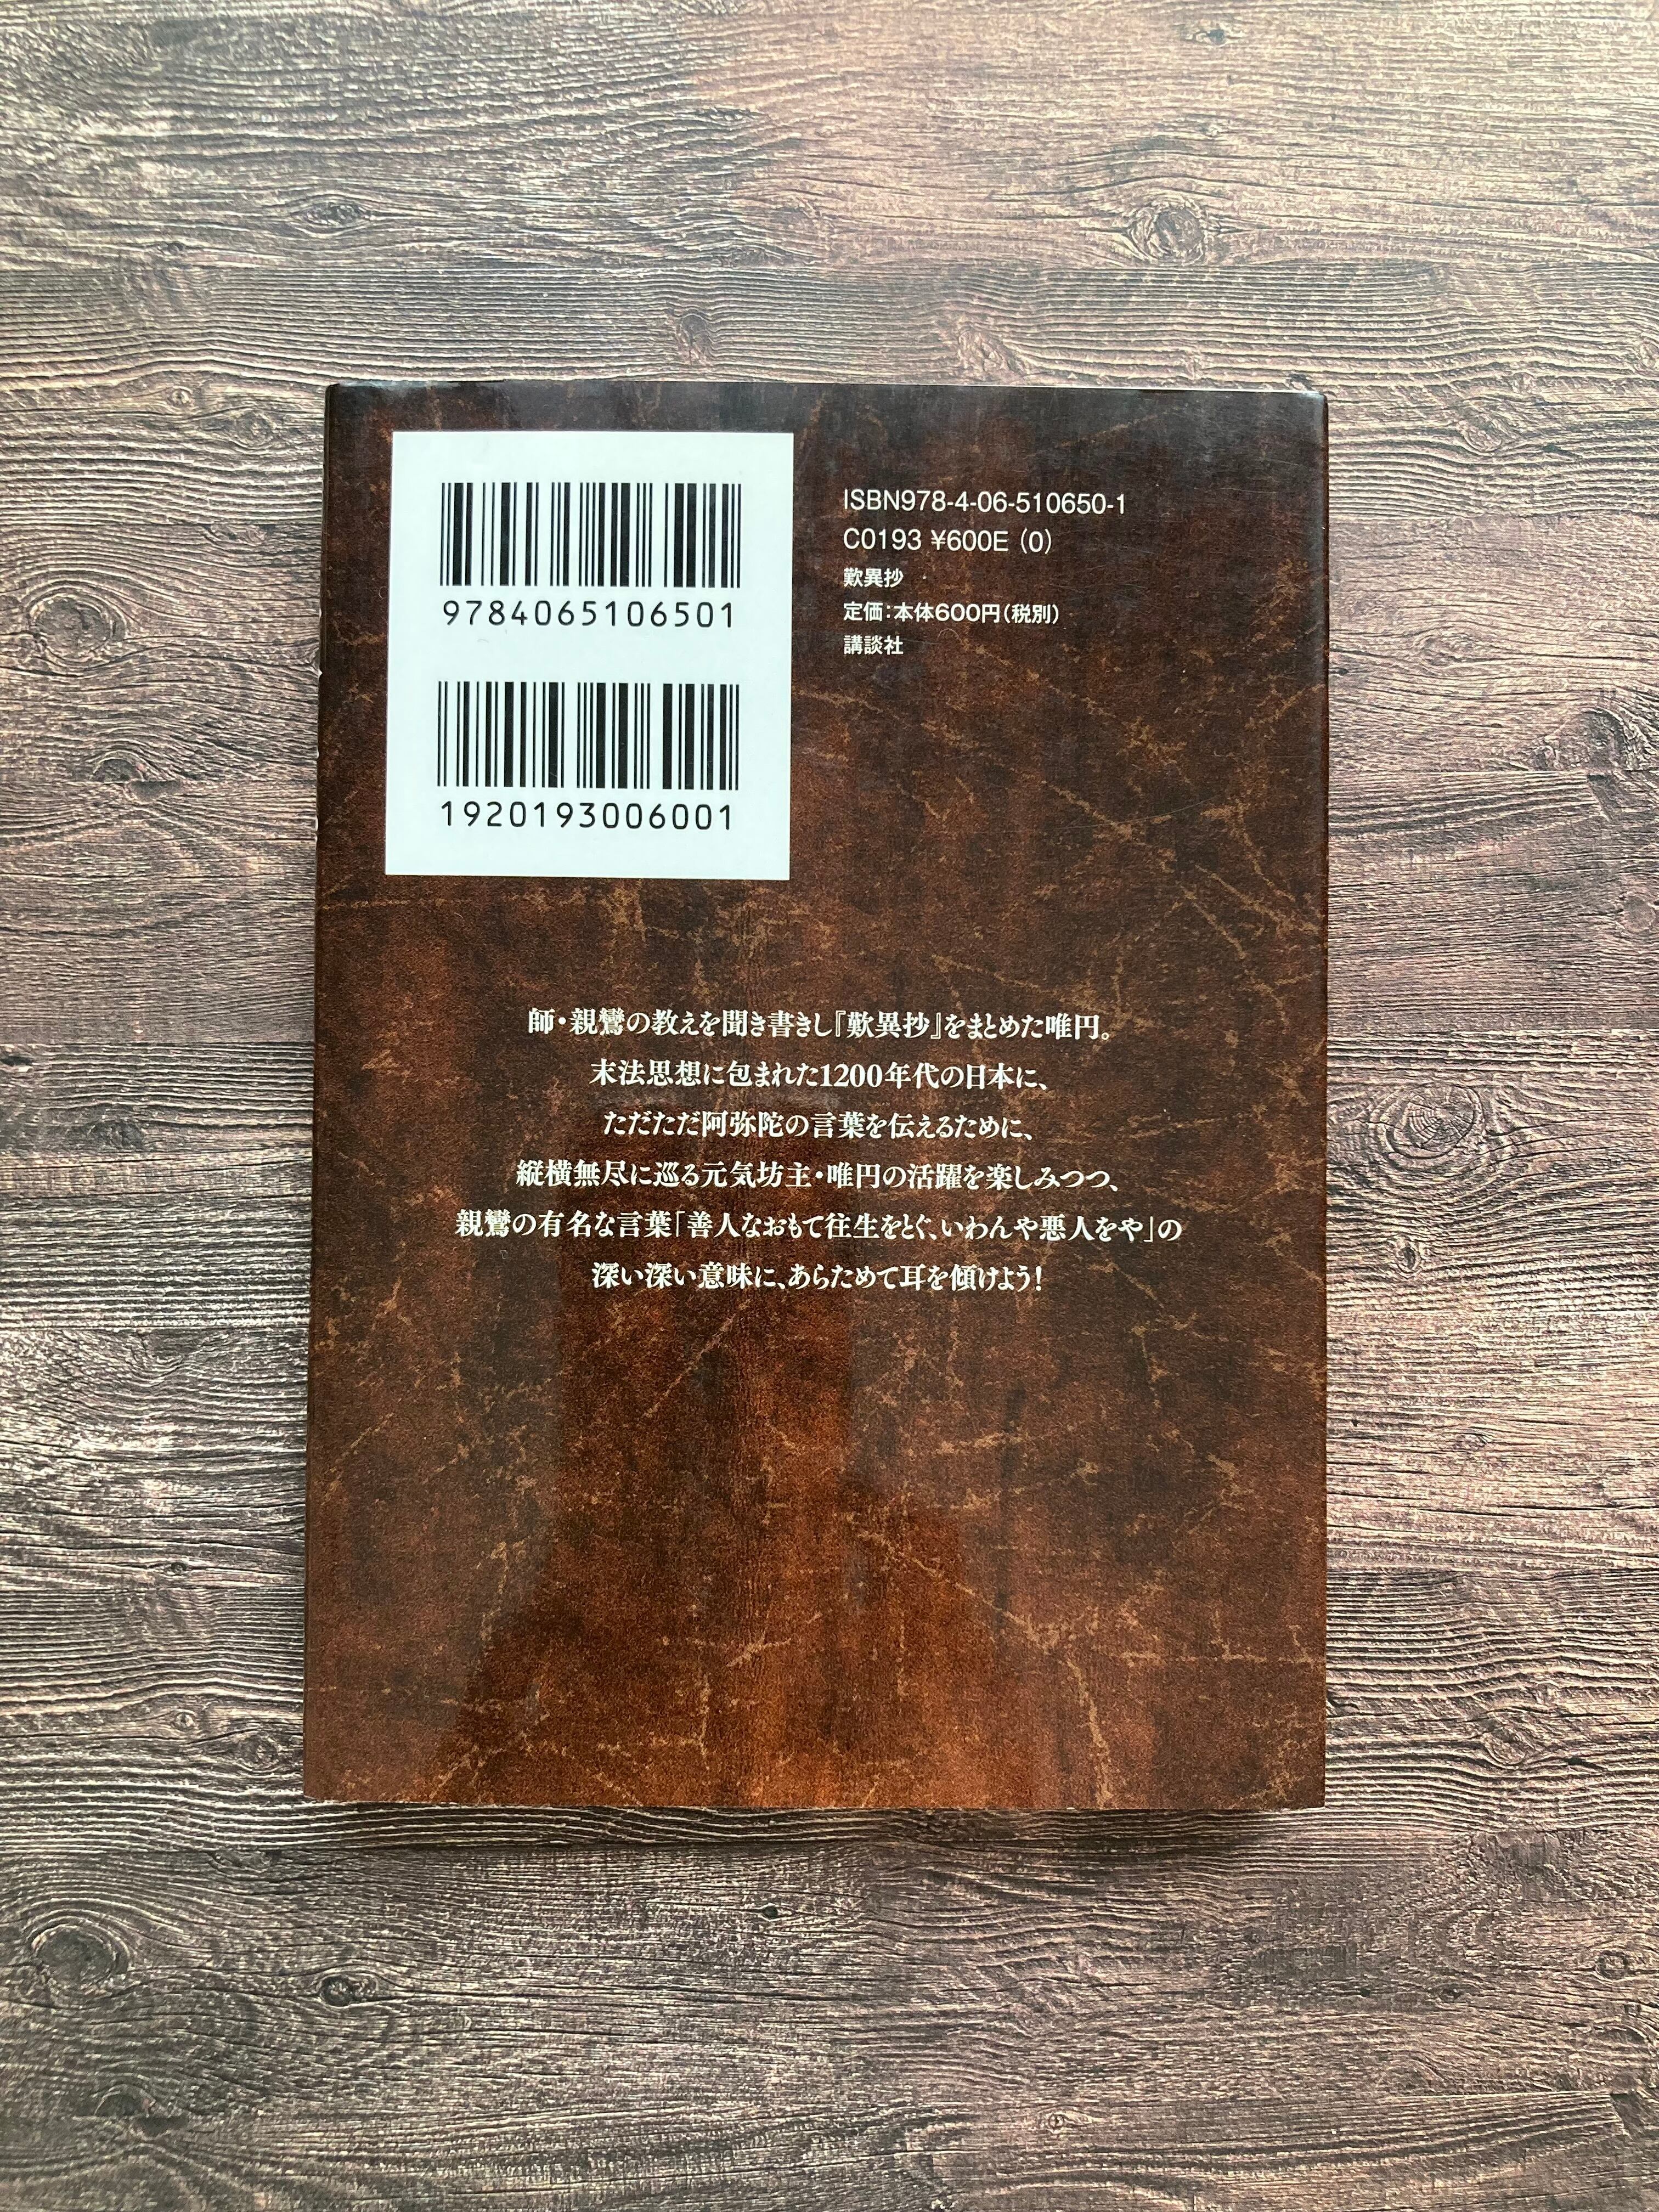 9784065106501
1920193006001
ISBN978-4-06-510650-1
C0193 ¥600E (0)
歎異抄
定価:本体600円(税別)
講談社
師・親鸞の教えを聞き書きし『歎異抄』をまとめた唯円。
末法思想に包まれた1200年代の日本に、
ただただ阿弥陀の言葉を伝えるために、
縦横無尽に巡る元気坊主・唯円の活躍を楽しみつつ、
親鸞の有名な言葉「善人なおもて往生をとぐ、いわんや悪人をや」の
深い深い意味に、あらためて耳を傾けよう!